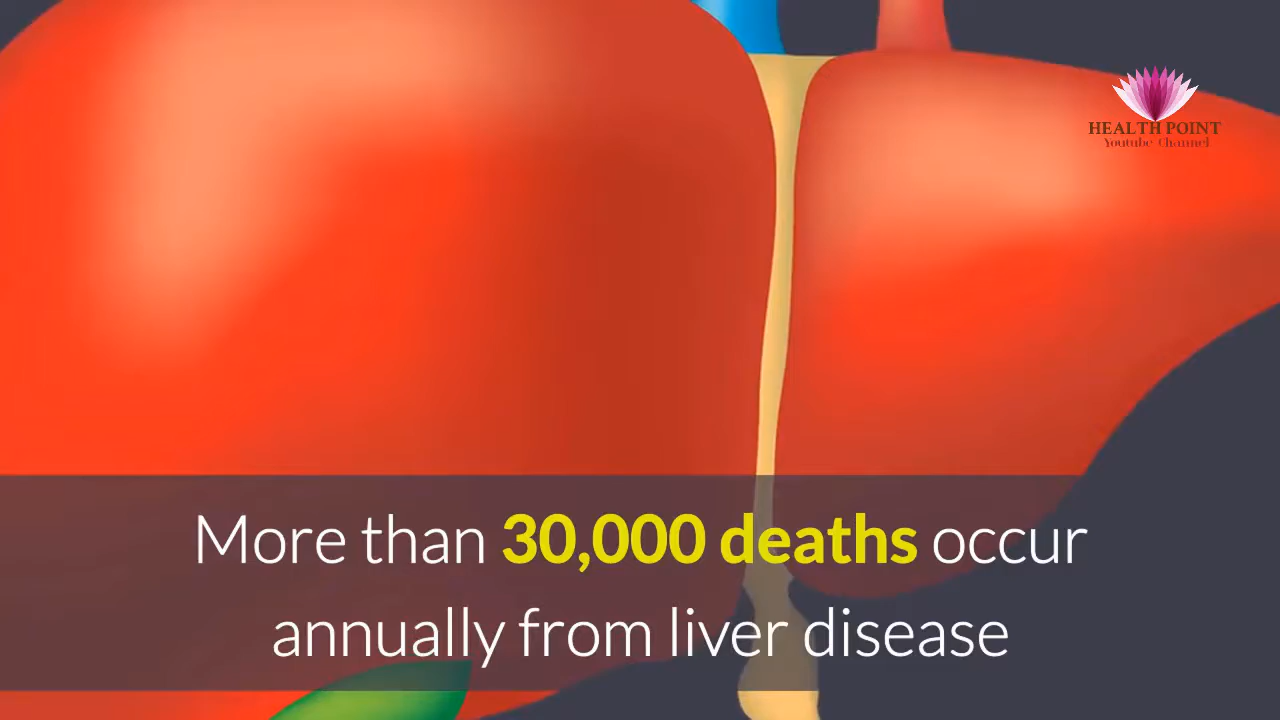 HEALTH POINT
Youtube Channel
More than 30,000 deaths occur
annually from liver disease